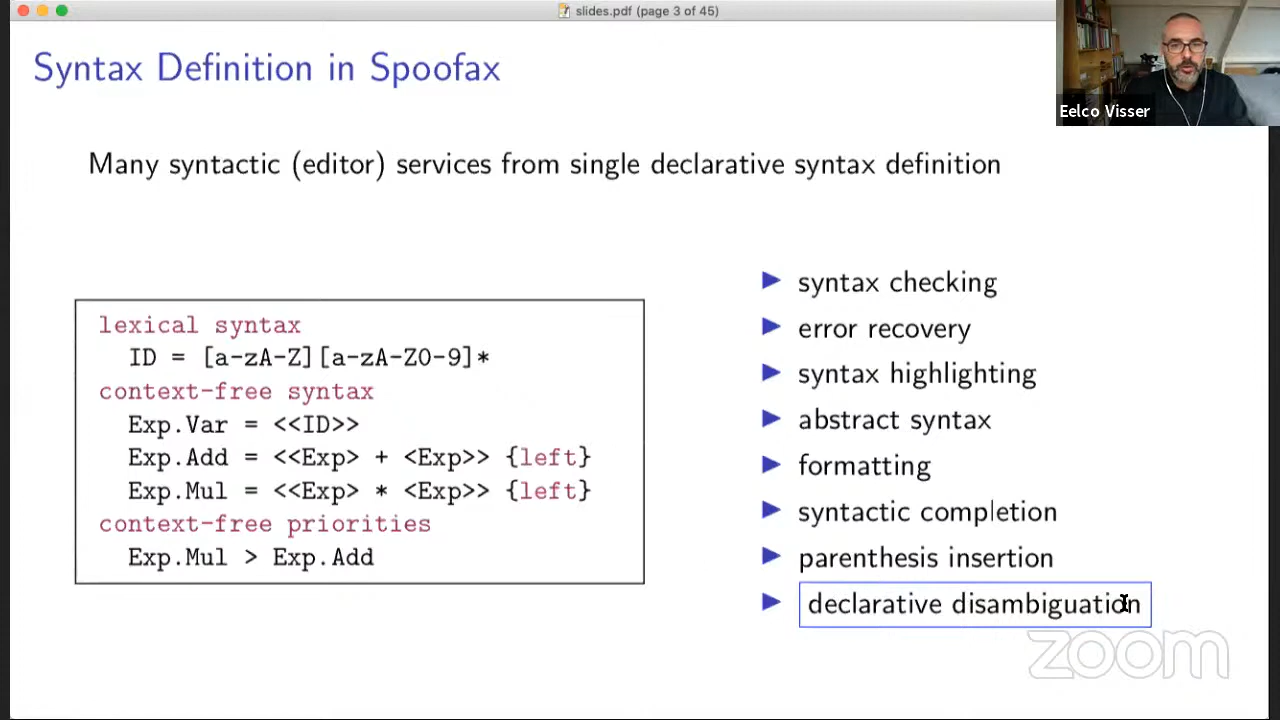 slides.pdf (page 3 of 45)
Syntax Definition in Spoofax
Eelco Visser
Many syntactic (editor) services from single declarative syntax definition
lexical syntax
ID = [a-zA-Z][a-zA-Z0-9]*
context-free syntax
Exp.Var = <<ID>>
Exp.Add = <<Exp> + <Exp>> {left}
Exp.Mul = <<Exp> * <Exp>> {left}
context-free priorities
Exp.Mul > Exp.Add
syntax checking
error recovery
syntax highlighting
abstract syntax
formatting
syntactic completion
parenthesis insertion
declarative disambiguation
zoom